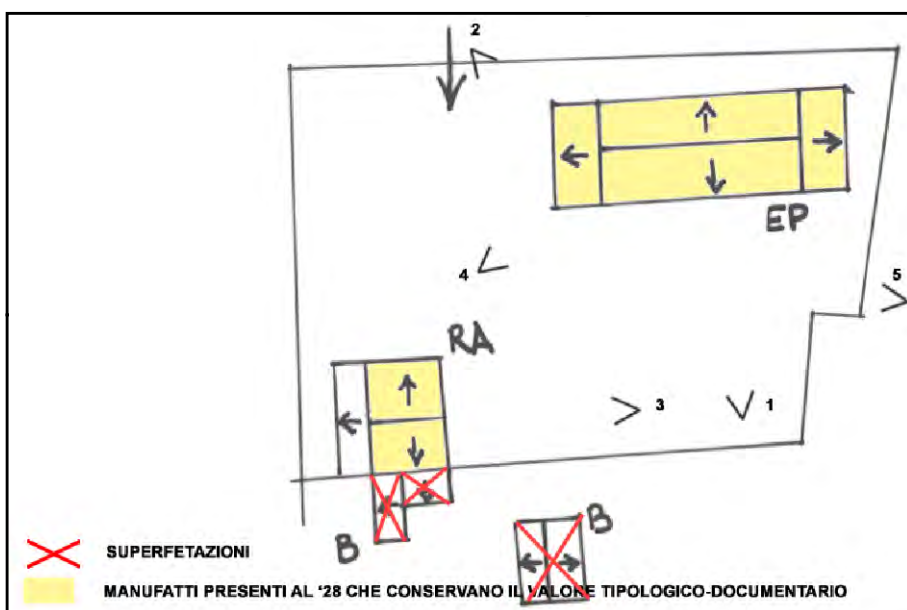 2
EP
4
5
RA
3
1
B
B
SUPERFETAZIONI
MANUFATTI PRESENTI AL '28 CHE CONSERVANO IL VALORE TIPOLOGICO-DOCUMENTARIO